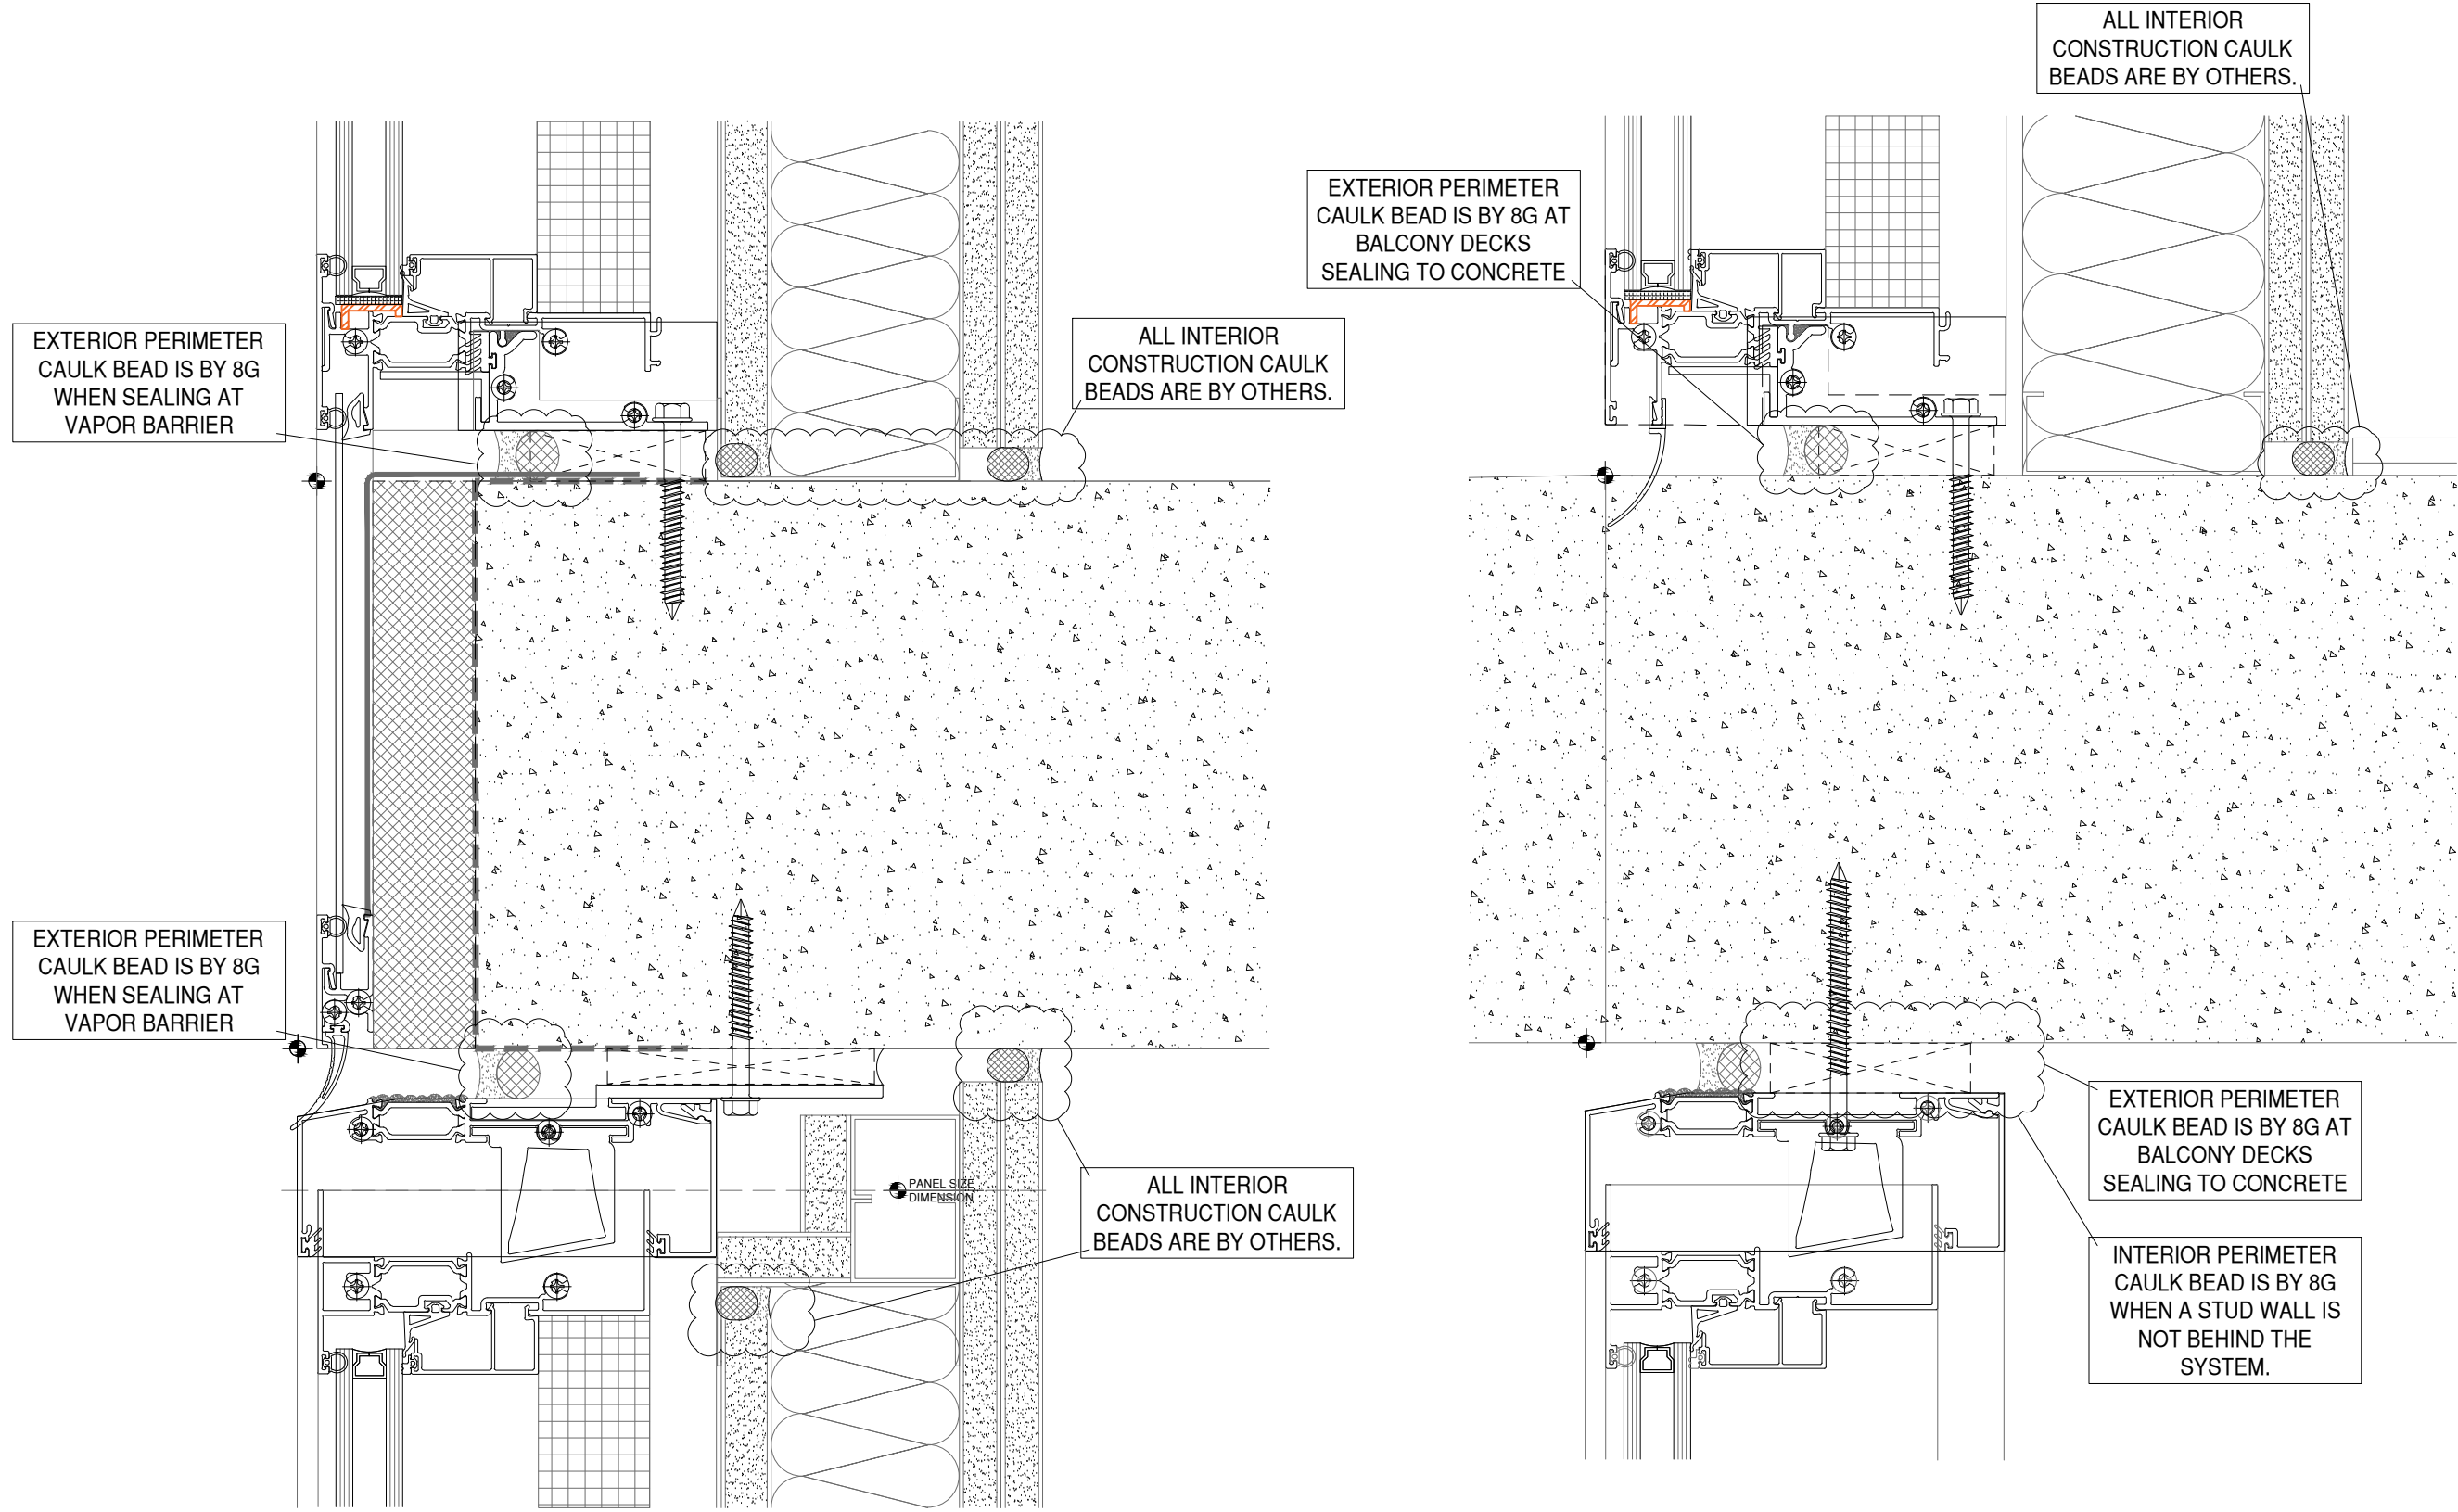 ALL INTERIOR
CONSTRUCTION CAULK
BEADS ARE BY OTHERS.
EXTERIOR PERIMETER
CAULK BEAD IS BY 8G AT
BALCONY DECKS
SEALING TO CONCRETE
EXTERIOR PERIMETER
CAULK BEAD IS BY 8G
WHEN SEALING AT
VAPOR BARRIER
ALL INTERIOR
CONSTRUCTION CAULK
BEADS ARE BY OTHERS.
EXTERIOR PERIMETER
CAULK BEAD IS BY 8G
WHEN SEALING AT
VAPOR BARRIER
PANEL SIZE
DIMENSION
ALL INTERIOR
CONSTRUCTION CAULK
BEADS ARE BY OTHERS.
EXTERIOR PERIMETER
CAULK BEAD IS BY 8G AT
BALCONY DECKS
SEALING TO CONCRETE
INTERIOR PERIMETER
CAULK BEAD IS BY 8G
WHEN A STUD WALL IS
NOT BEHIND THE
SYSTEM.